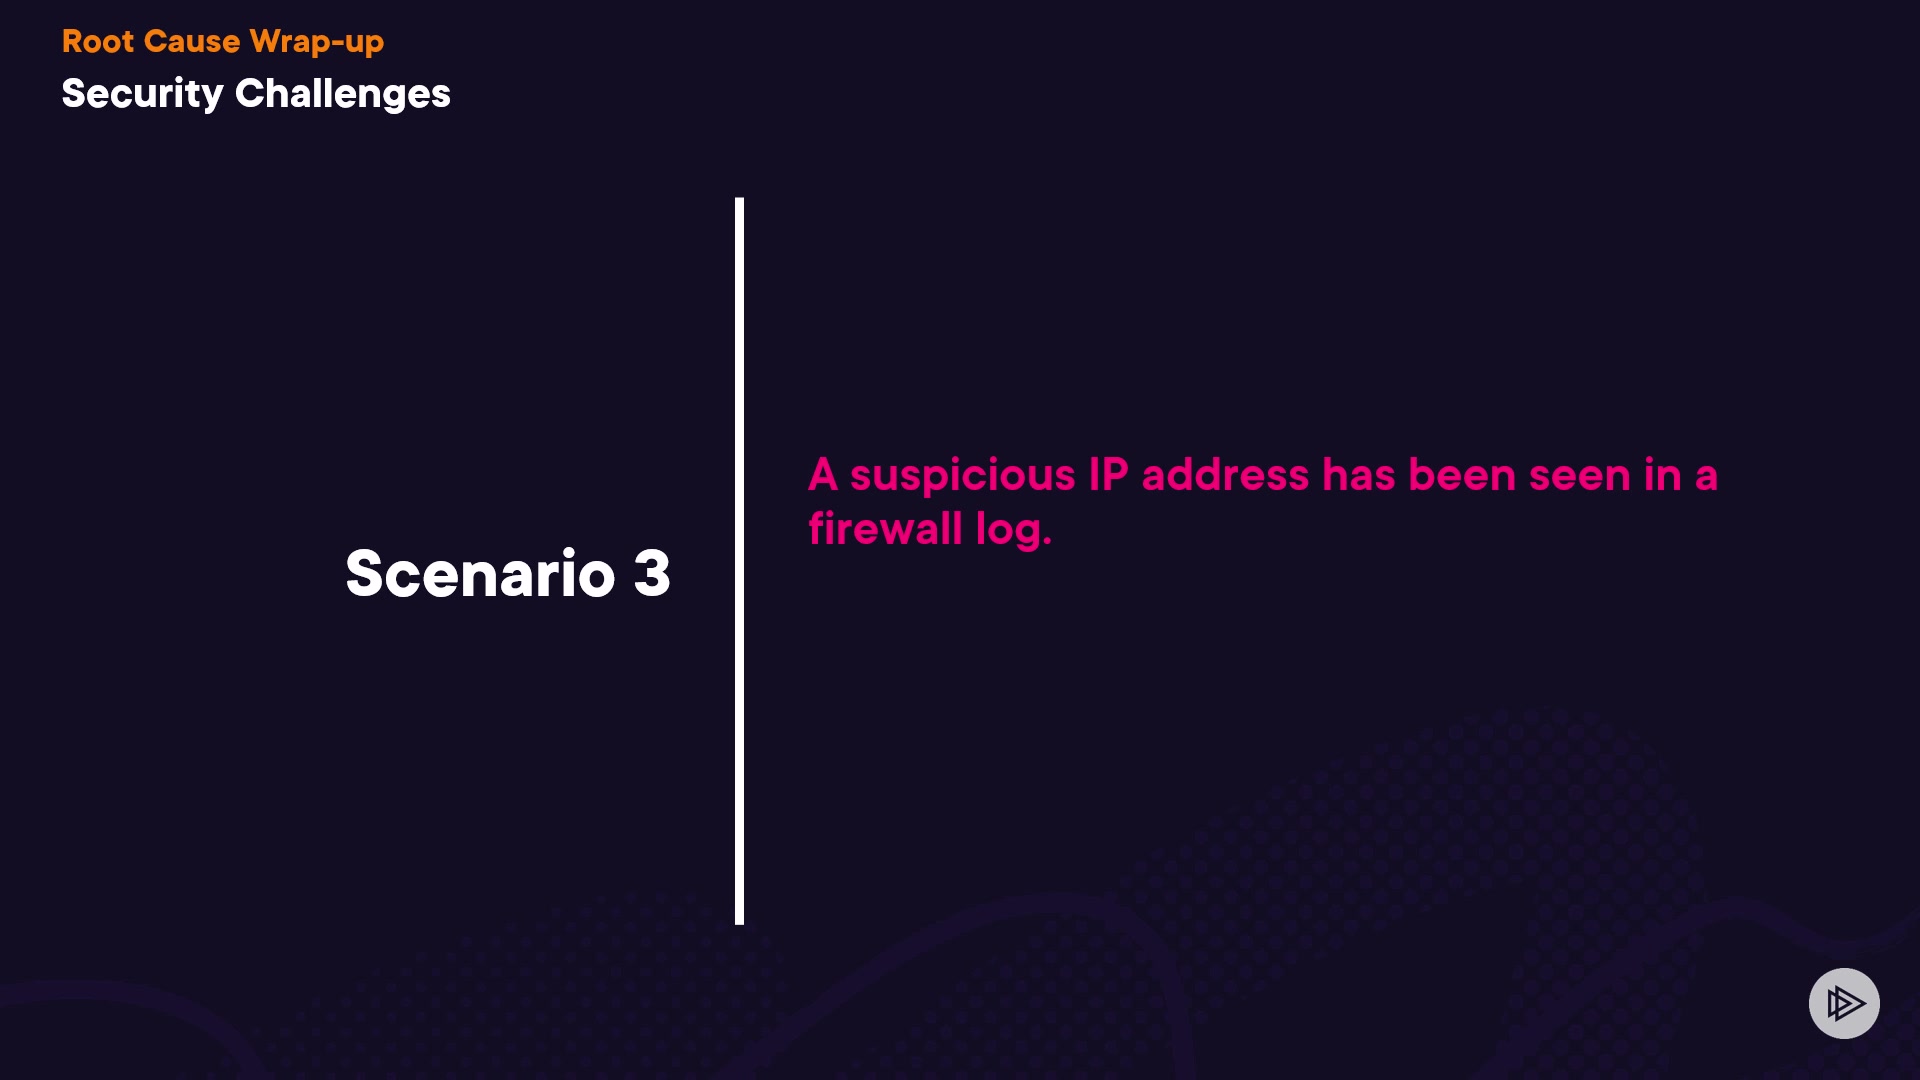 Root Cause Wrap-up
Security Challenges
Scenario 3
A suspicious IP address has been seen in a
firewall log.